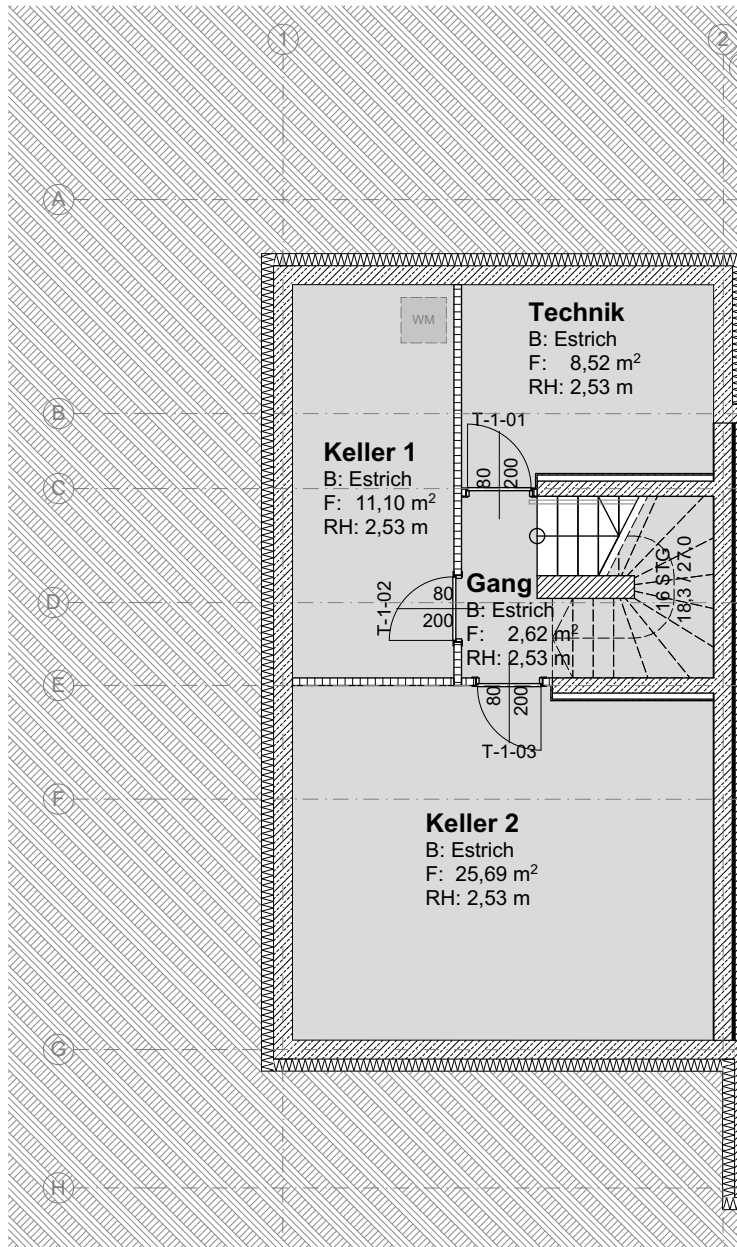 1
2
A
WM
Technik
B: Estrich
F: 8,52 m²
RH: 2,53 m
B
T-1-01
80
200
Keller 1
B: Estrich
F: 11,10 m²
RH: 2,53 m
C
16 STG
18,3 / 27,0
D
T-1-02
80
200
Gang
B: Estrich
F: 2,62 m²
RH: 2,53 m
E
80
200
T-1-03
F
Keller 2
B: Estrich
F: 25,69 m²
RH: 2,53 m
G
H